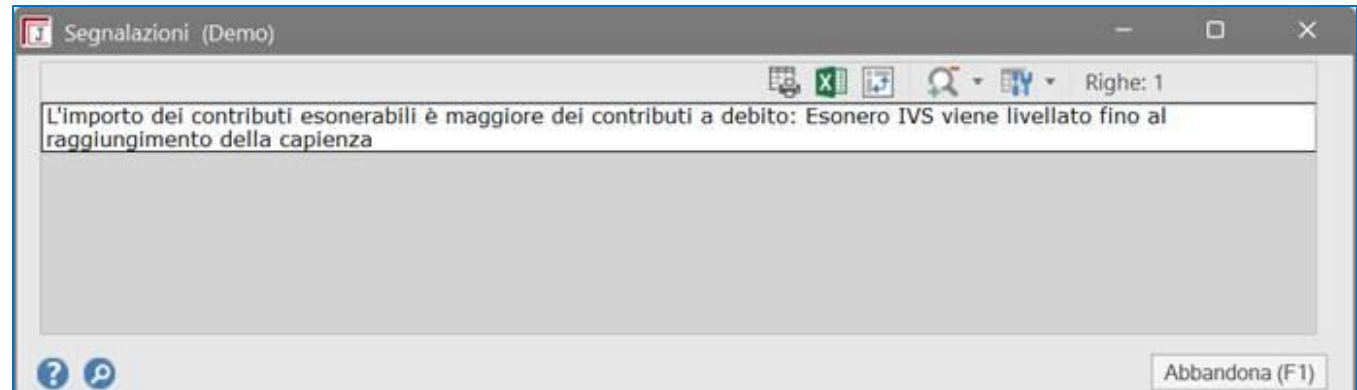 Segnalazioni (Demo)
Righe: 1
L'importo dei contributi esonerabili è maggiore dei contributi a debito: Esonero IVS viene livellato fino al
raggiungimento della capienza
Abbandona (F1)